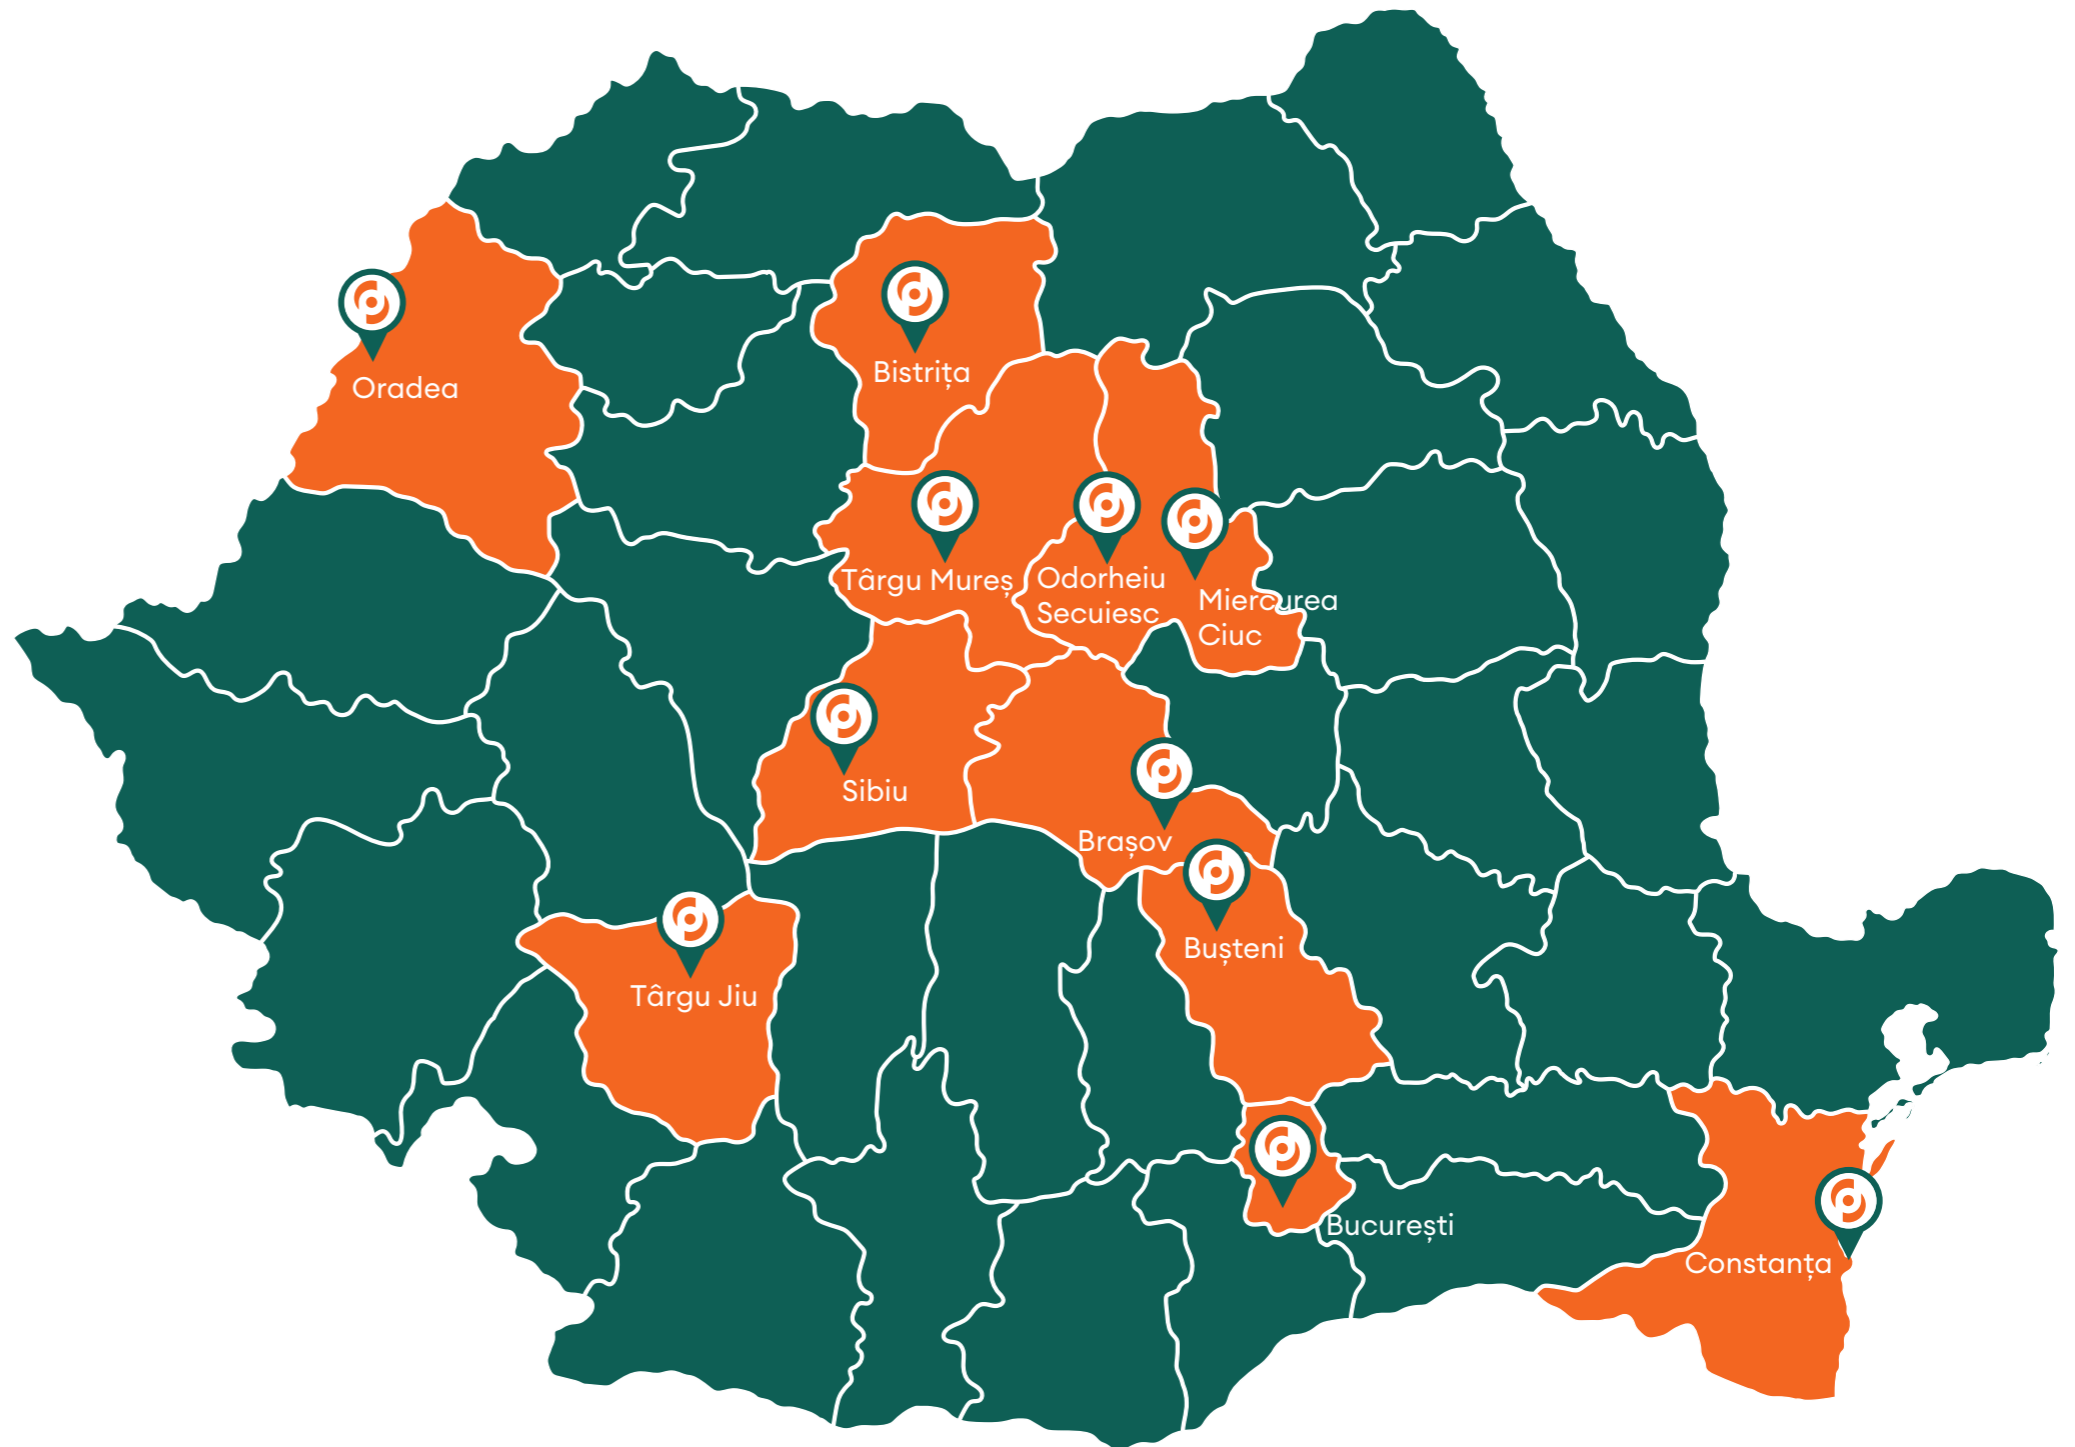 Bistrița
Oradea
Târgu Mureș
Odorheiu
Secuiesc
Miercurea
Ciuc
Sibiu
Brașov
Bușteni
Târgu Jiu
București
Constanța